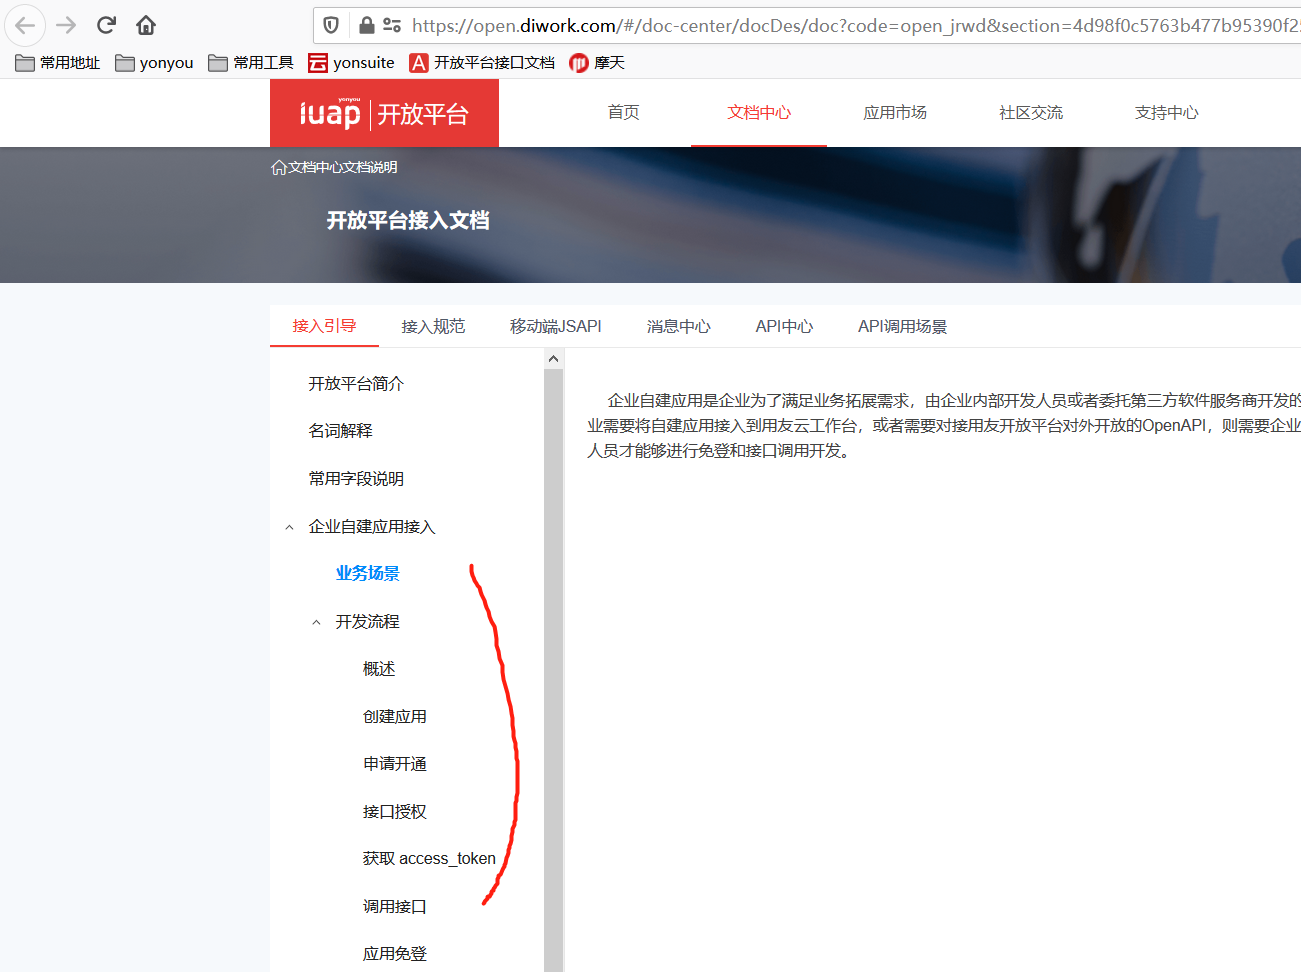 https://open.diwork.com/#/doc-center/docDes/doc?code=open_jrwd&section=4d98f0c5763b477b95390f2
常用地址 yonyou 常用工具 yonsuite 开放平台接口文档 摩天
yonyou
iuap 开放平台 首页 文档中心 应用市场 社区交流 支持中心
文档中心文档说明
开放平台接入文档
接入引导 接入规范 移动端JSAPI 消息中心 API中心 API调用场景
开放平台简介
名词解释
常用字段说明
企业自建应用接入
业务场景
开发流程
概述
创建应用
申请开通
接口授权
获取 access_token
调用接口
应用免登
企业自建应用是企业为了满足业务拓展需求，由企业内部开发人员或者委托第三方软件服务商开发的
业需要将自建应用接入到用友云工作台，或者需要对接用友开放平台对外开放的OpenAPI，则需要企业
人员才能够进行免登和接口调用开发。